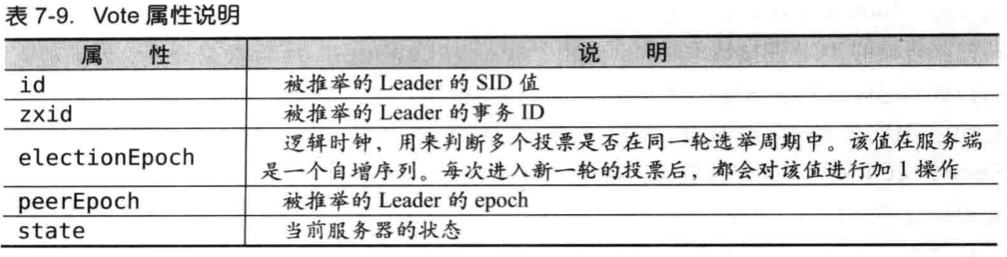 表 7-9. Vote 属性说明
属 性 说 明
id 被推举的 Leader 的 SID 值
zxid 被推举的 Leader 的事务 ID
electionEpoch 逻辑时钟，用来判断多个投票是否在同一轮选举周期中。该值在服务端
是一个自增序列。每次进入新一轮的投票后，都会对该值进行加 1 操作
peerEpoch 被推举的 Leader 的 epoch
state 当前服务器的状态